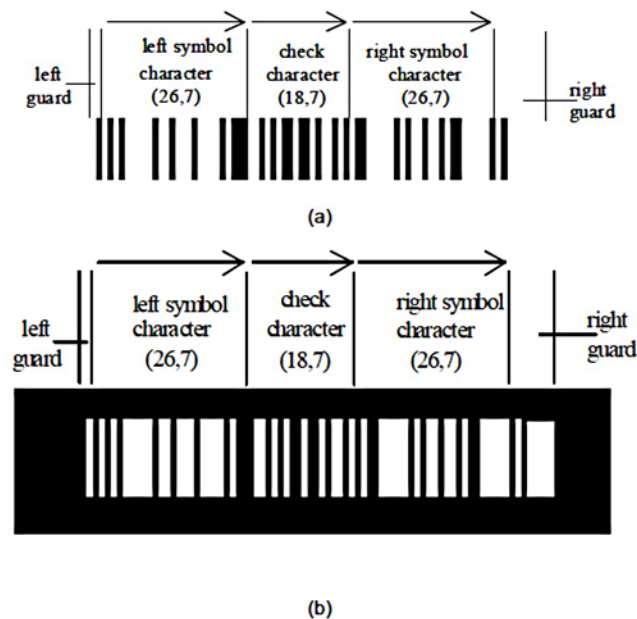 left symbol
character
(26,7)
check
character
(18,7)
right symbol
character
(26,7)
left
guard
right
guard
(a)
left symbol
character
(26,7)
check
character
(18,7)
right symbol
character
(26,7)
left
guard
right
guard
(b)